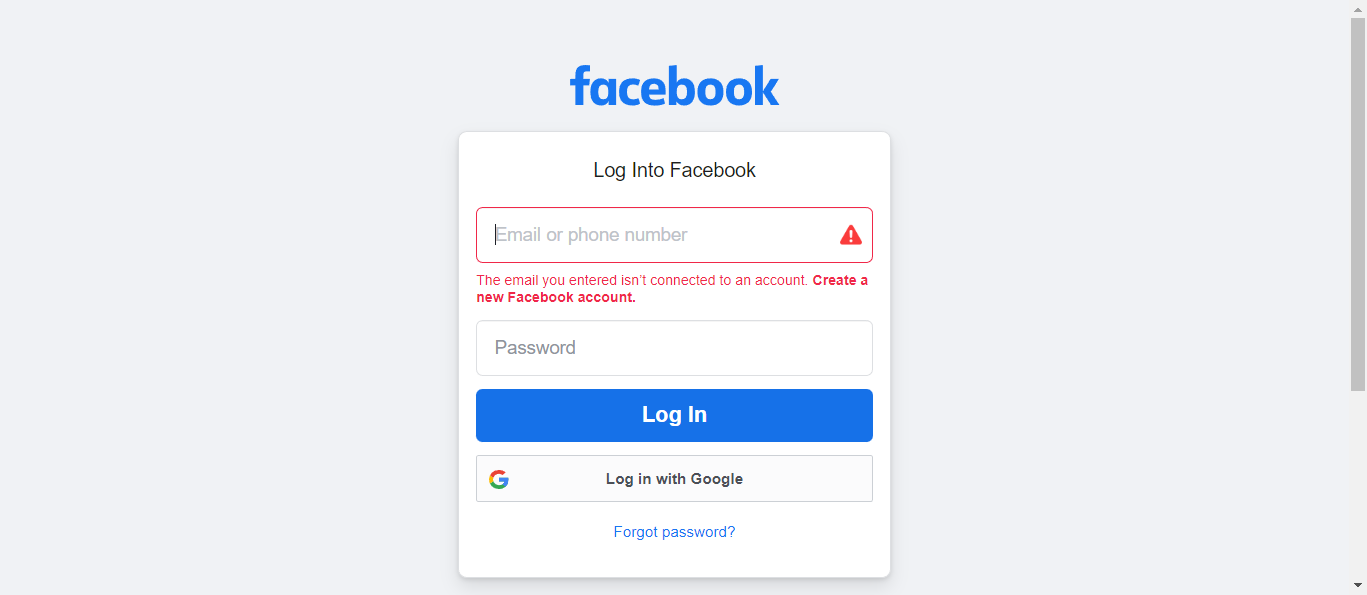 facebook
Log Into Facebook
Email or phone number
The email you entered isn't connected to an account. Create a
new Facebook account.
Password
Log In
Log in with Google
Forgot password?